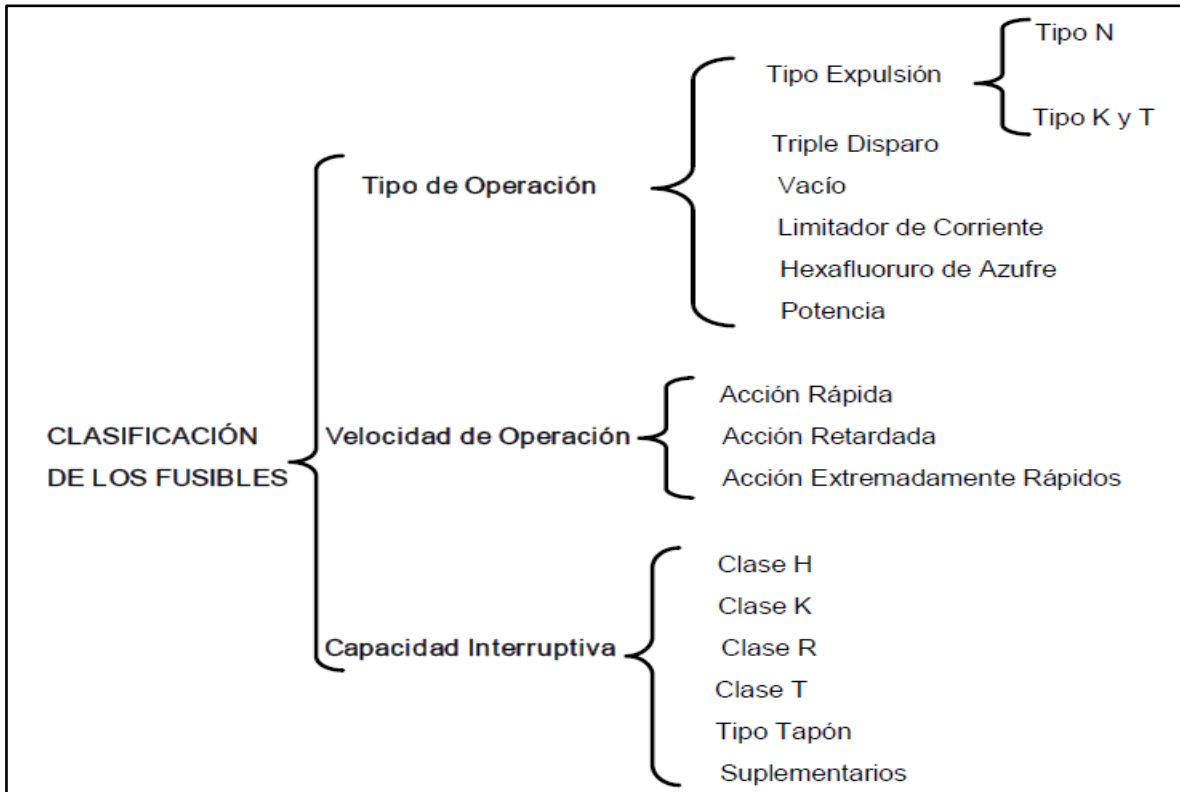 CLASIFICACIÓN
DE LOS FUSIBLES
Tipo de Operación
Tipo Expulsión
Tipo N
Tipo K y T
Triple Disparo
Vacío
Limitador de Corriente
Hexafluoruro de Azufre
Potencia
Velocidad de Operación
Acción Rápida
Acción Retardada
Acción Extremadamente Rápidos
Capacidad Interruptiva
Clase H
Clase K
Clase R
Clase T
Tipo Tapón
Suplementarios